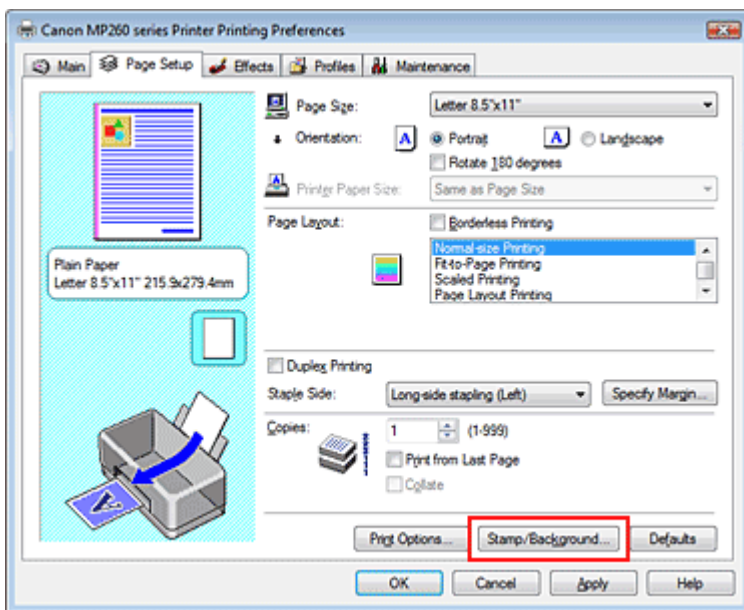 Canon MP260 series Printer Printing Preferences
Main Page Setup Effects Profiles Maintenance
Page Size: Letter 8.5"x11"
Orientation: A Portrait A Landscape
Rotate 180 degrees
Printer Paper Size: Same as Page Size
Page Layout: Borderless Printing
Normal-size Printing
Fit-to-Page Printing
Scaled Printing
Page Layout Printing
Plain Paper
Letter 8.5"x11" 215.9x279.4mm
Duplex Printing
Staple Side: Long-side stapling (Left) Specify Margin...
Copies: 1 (1-999)
Print from Last Page
Collate
A
Print Options... Stamp/Background... Defaults
OK Cancel Apply Help